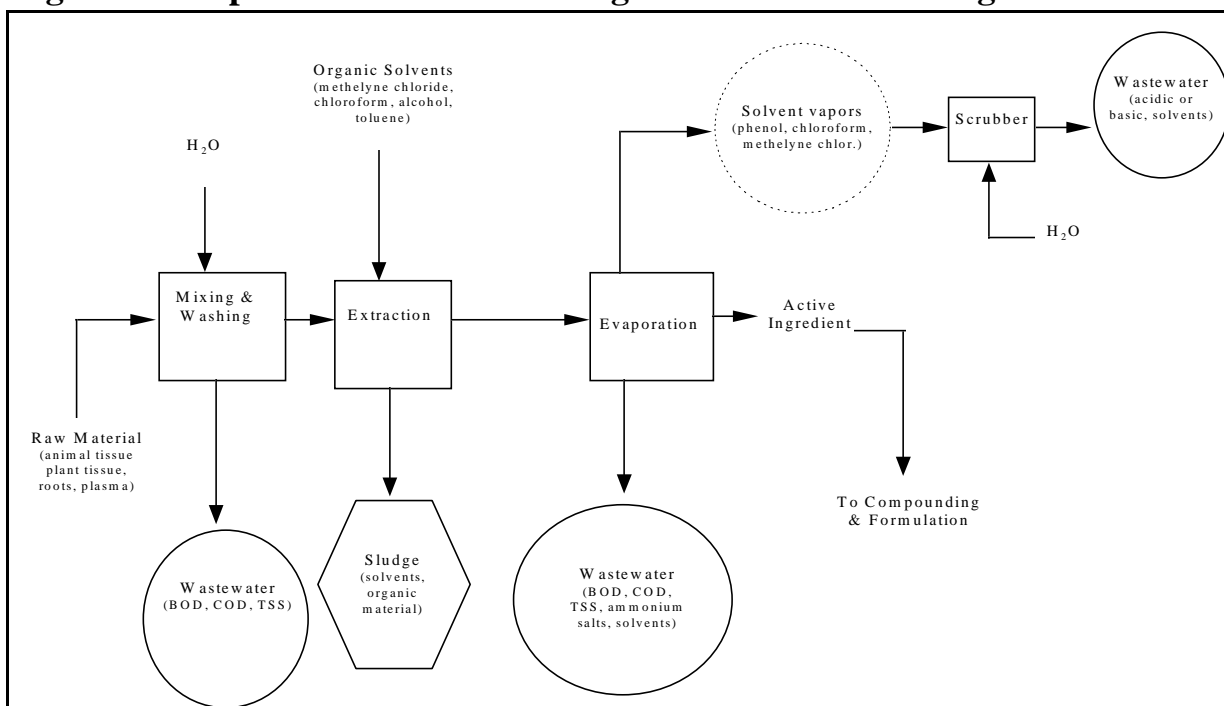 Organic Solvents
(methelyne chloride,
chloroform, alcohol,
toluene)
H₂O
Solvent vapors
(phenol, chloroform,
methelyne chlor.)
Scrubber
Wastewater
(acidic or
basic, solvents)
H₂O
Mixing &
Washing
Extraction
Evaporation
Active
Ingredient
Raw Material
(animal tissue
plant tissue,
roots, plasma)
To Compounding
& Formulation
Wastewater
(BOD, COD, TSS)
Sludge
(solvents,
organic
material)
Wastewater
(BOD, COD,
TSS, ammonium
salts, solvents)